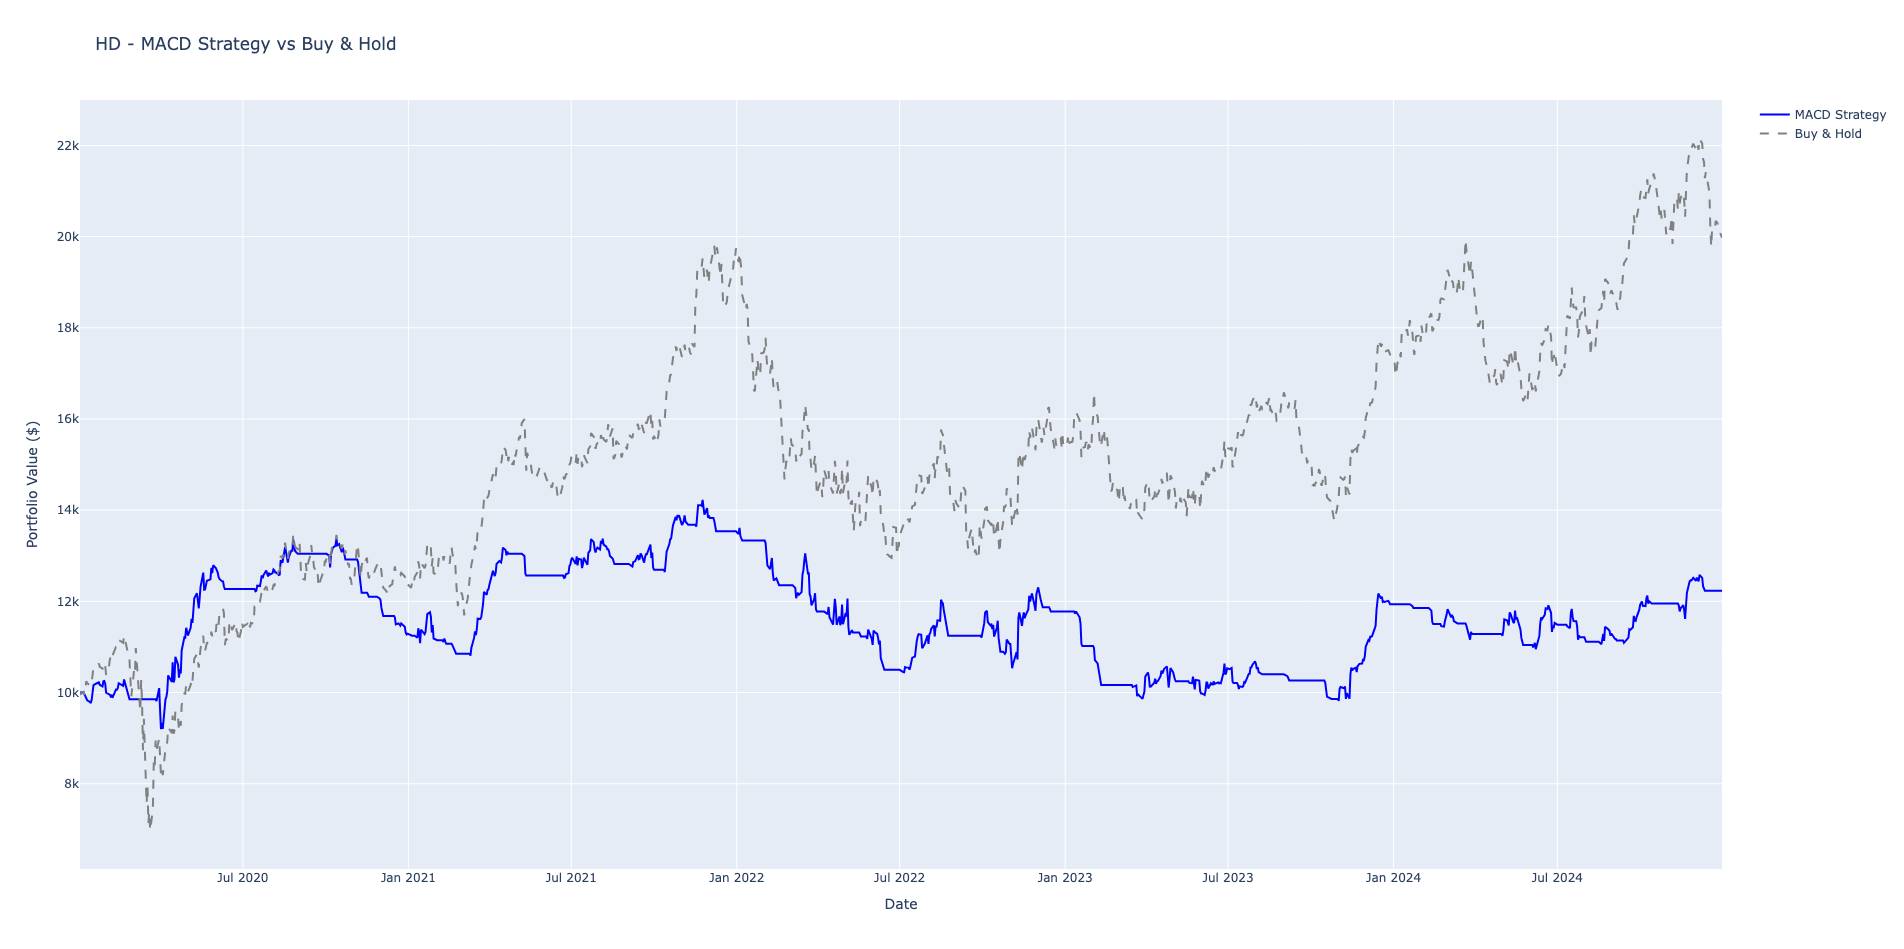 HD - MACD Strategy vs Buy & Hold
MACD Strategy
Buy & Hold
Portfolio Value ($)
22k
20k
18k
16k
14k
12k
10k
8k
Jul 2020
Jan 2021
Jul 2021
Jan 2022
Jul 2022
Jan 2023
Jul 2023
Jan 2024
Jul 2024
Date